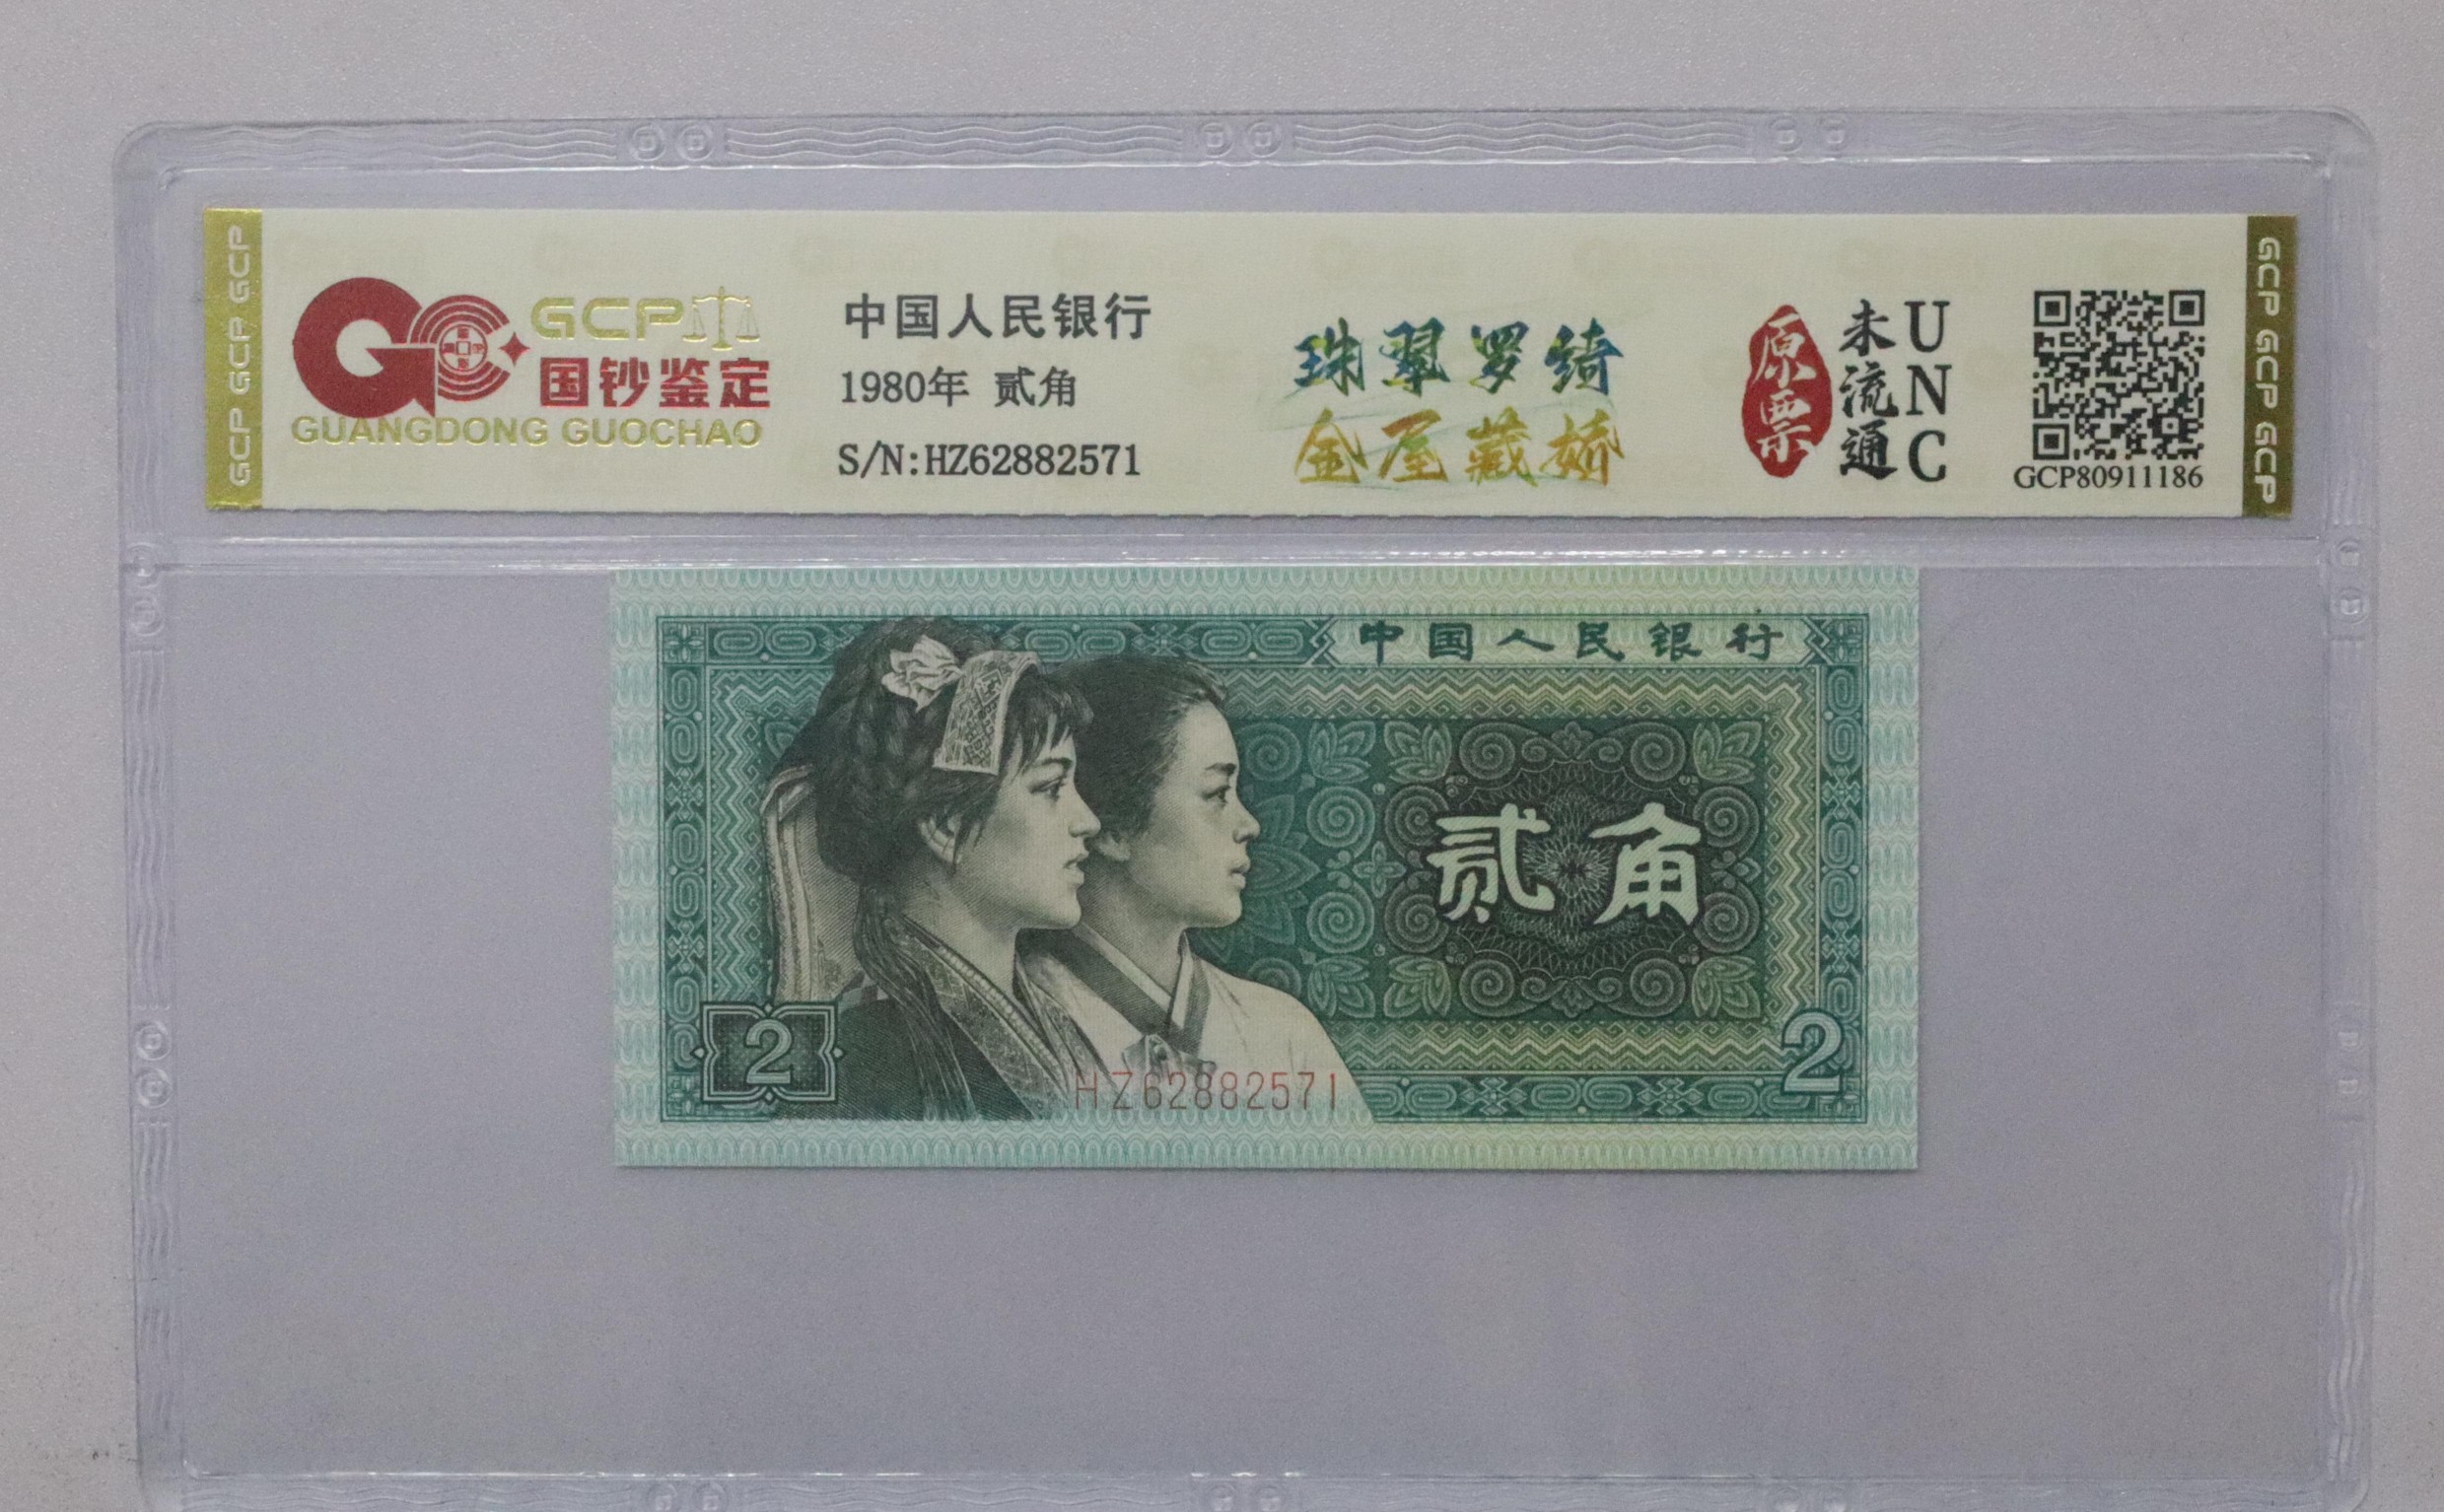 GCP GCP GCP
GCP
国钞鉴定
GUANGDONG GUOCHAO
中国人民银行
1980年 贰角
S/N:HZ62882571
珠翠罗绮
金屋藏娇
原票
未流通
UNC
GCP80911186
GCP GCP GCP
中国人民银行
贰角
2
2
HZ62882571